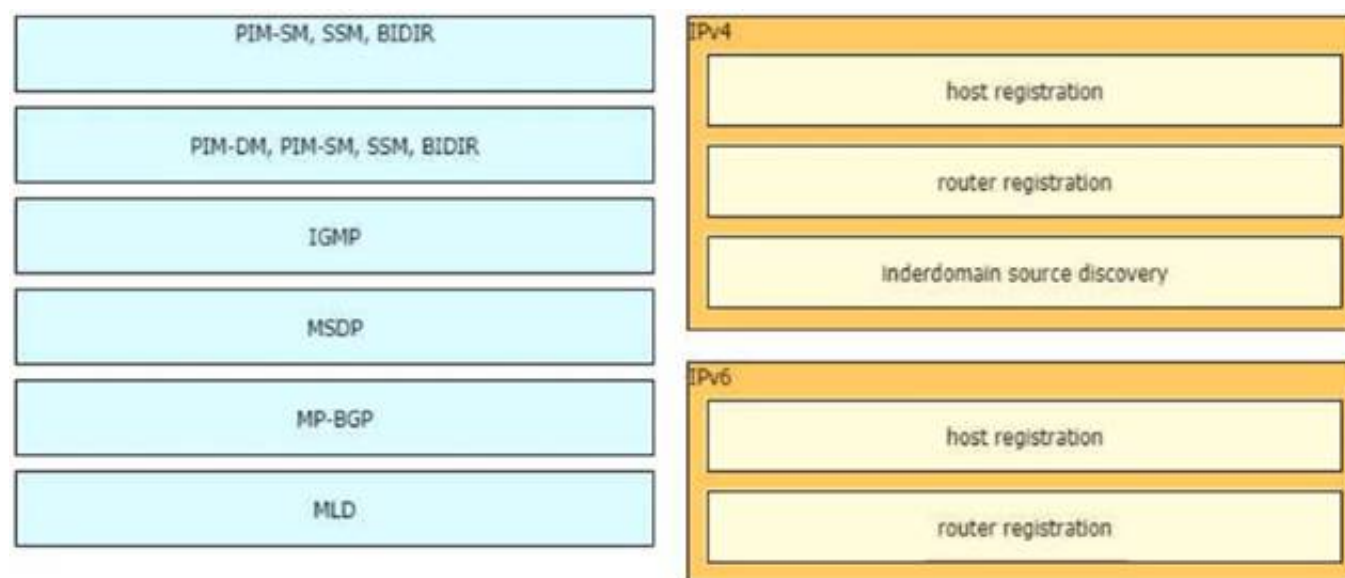 PIM-SM, SSM, BIDIR
PIM-DM, PIM-SM, SSM, BIDIR
IGMP
MSDP
MP-BGP
MLD
IPv4
host registration
router registration
inderdomain source discovery
IPv6
host registration
router registration